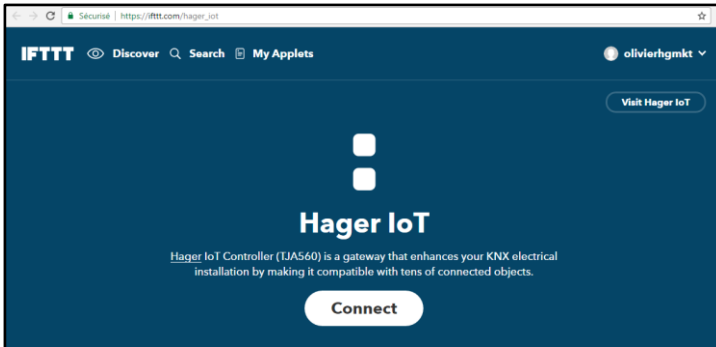 Sécurisé | https://ifttt.com/hager_iot
IFTTT Discover Search My Applets olivierhgmkt
Visit Hager IoT
Hager IoT
Hager IoT Controller (TJA560) is a gateway that enhances your KNX electrical
installation by making it compatible with tens of connected objects.
Connect